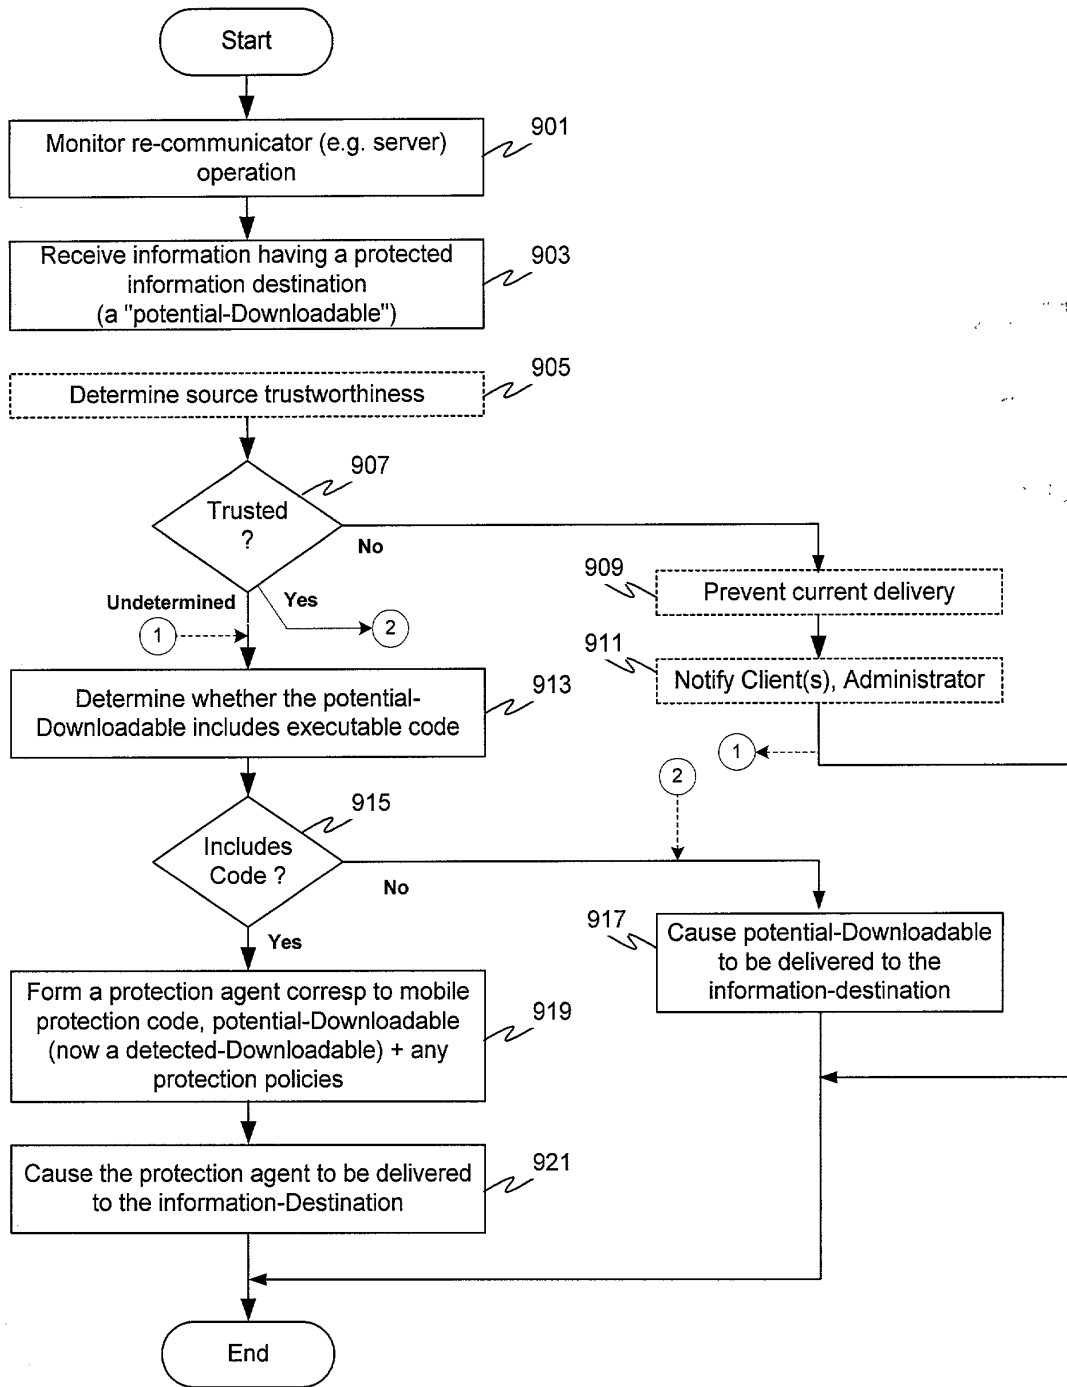 Start
Monitor re-communicator (e.g. server)
operation
901
Receive information having a protected
information destination
(a "potential-Downloadable")
903
Determine source trustworthiness
905
907
Trusted
?
No
Undetermined
Yes
1
2
909
Prevent current delivery
911
Notify Client(s), Administrator
1
2
Determine whether the potential-
Downloadable includes executable code
913
915
Includes
Code ?
No
Yes
917
Cause potential-Downloadable
to be delivered to the
information-destination
Form a protection agent corresp to mobile
protection code, potential-Downloadable
(now a detected-Downloadable) + any
protection policies
919
Cause the protection agent to be delivered
to the information-Destination
921
End